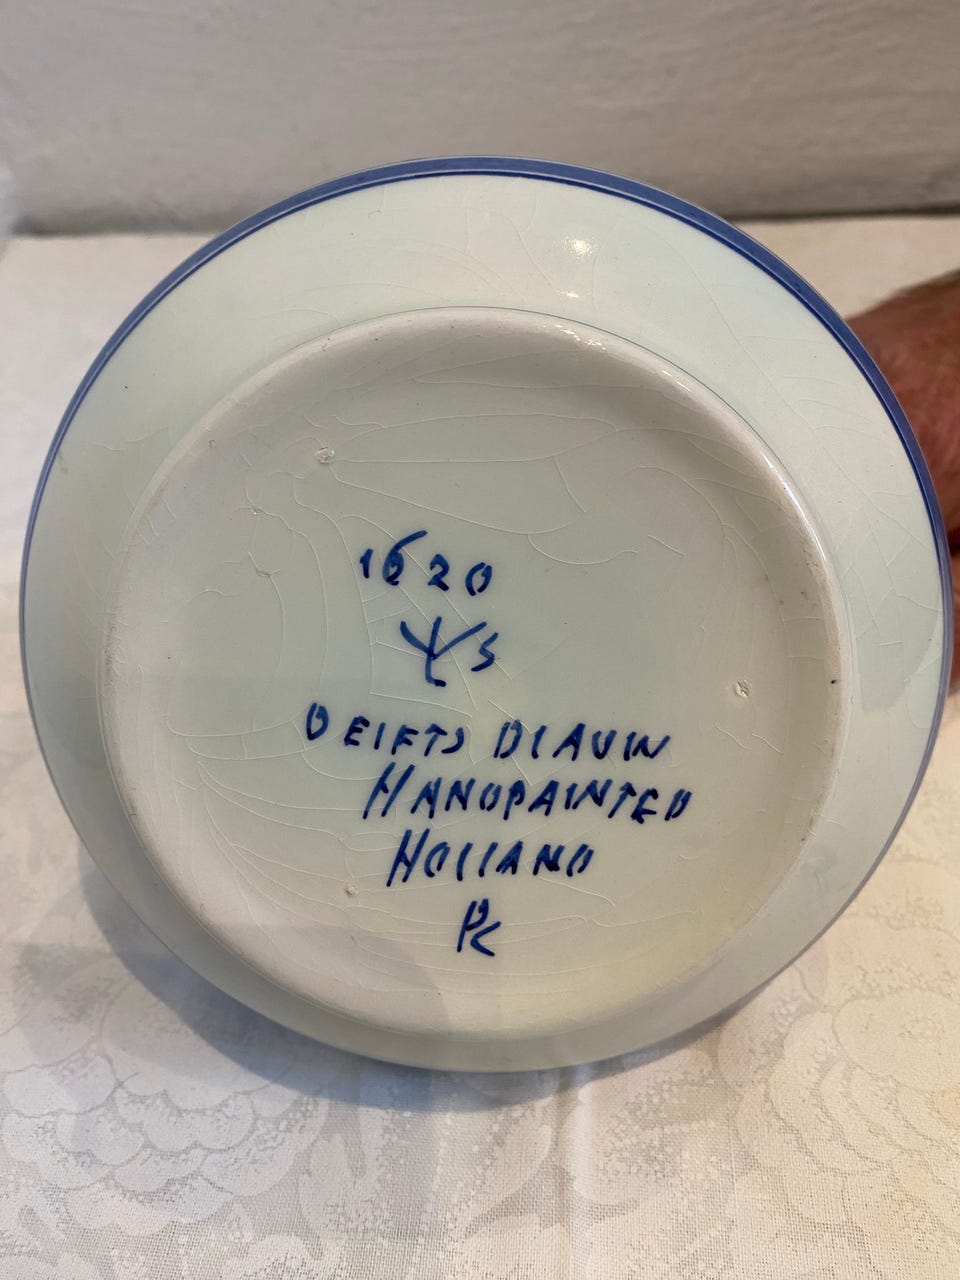 1620
S
DELFTS BLAUW
HANDPAINTED
HOLLAND
PK